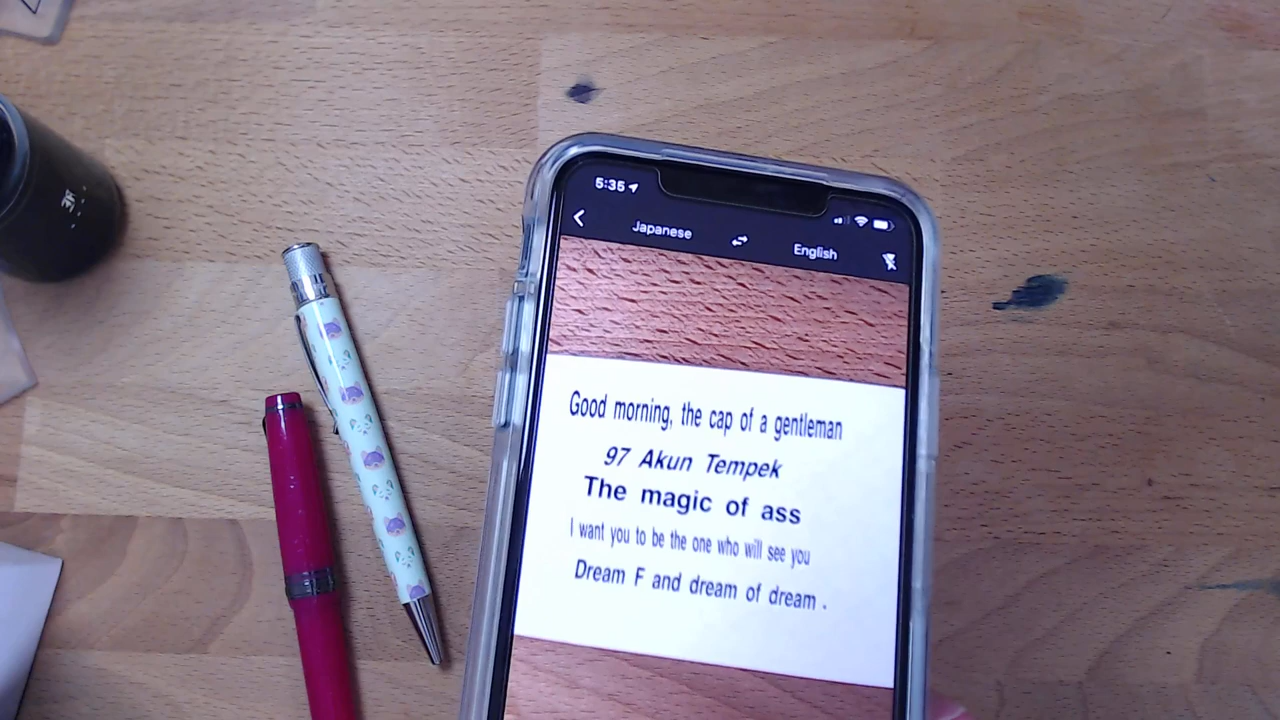 5:35
Japanese
English
Good morning, the cap of a gentleman
97 Akun Tempek
The magic of ass
I want you to be the one who will see you
Dream F and dream of dream .